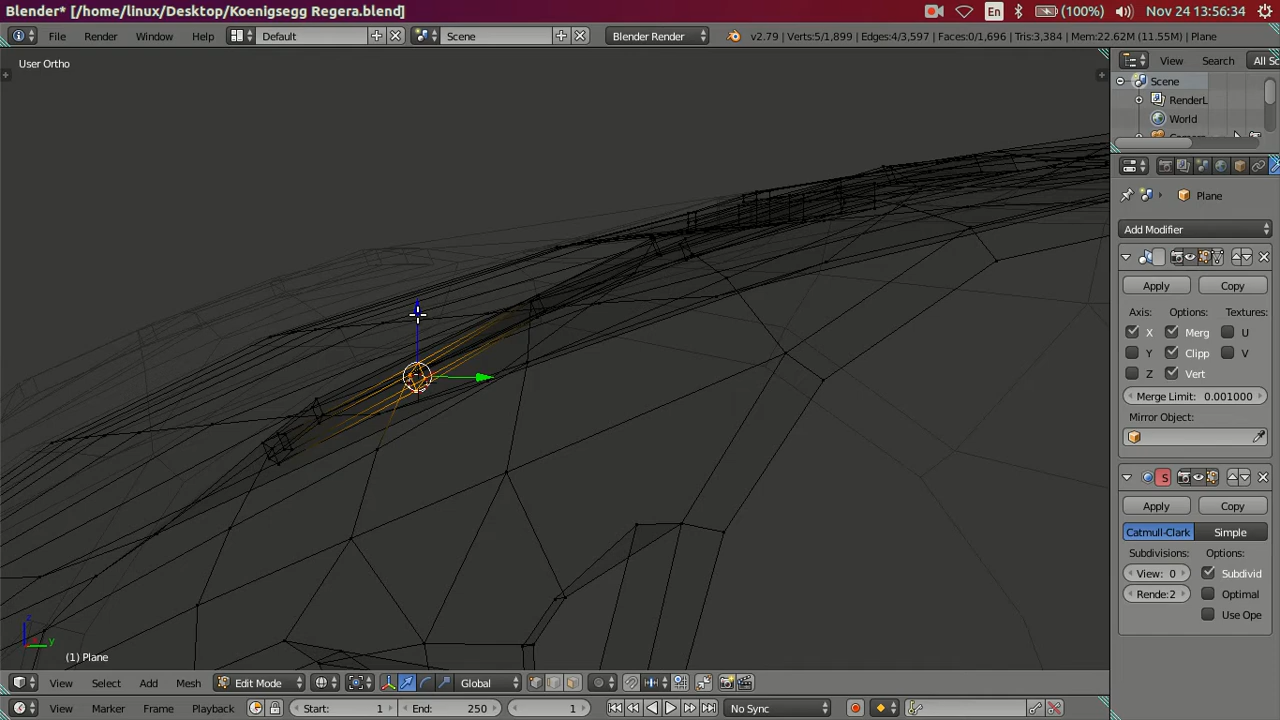 Blender* [/home/linux/Desktop/Koenigsegg Regera.blend] En (100%) Nov 24 13:56:34
File Render Window Help Default Scene Blender Render v2.79 | Verts:5/1,899 | Edges:4/3,597 | Faces:0/1,696 | Tris:3,384 | Mem:22.62M (11.55M) | Plane
User Ortho
View Search All Sc
Scene
RenderL
World
Plane
Add Modifier
Apply Copy
Axis: Options: Textures:
X Merg U
Y Clipp V
Z Vert
Merge Limit: 0.001000
Mirror Object:
S
Apply Copy
Catmull-Clark Simple
Subdivisions: Options:
View: 0 Subdivid
Rende:2 Optimal
Use Ope
z
y
(1) Plane
View Select Add Mesh Edit Mode Global
View Marker Frame Playback Start: 1 End: 250 1 No Sync